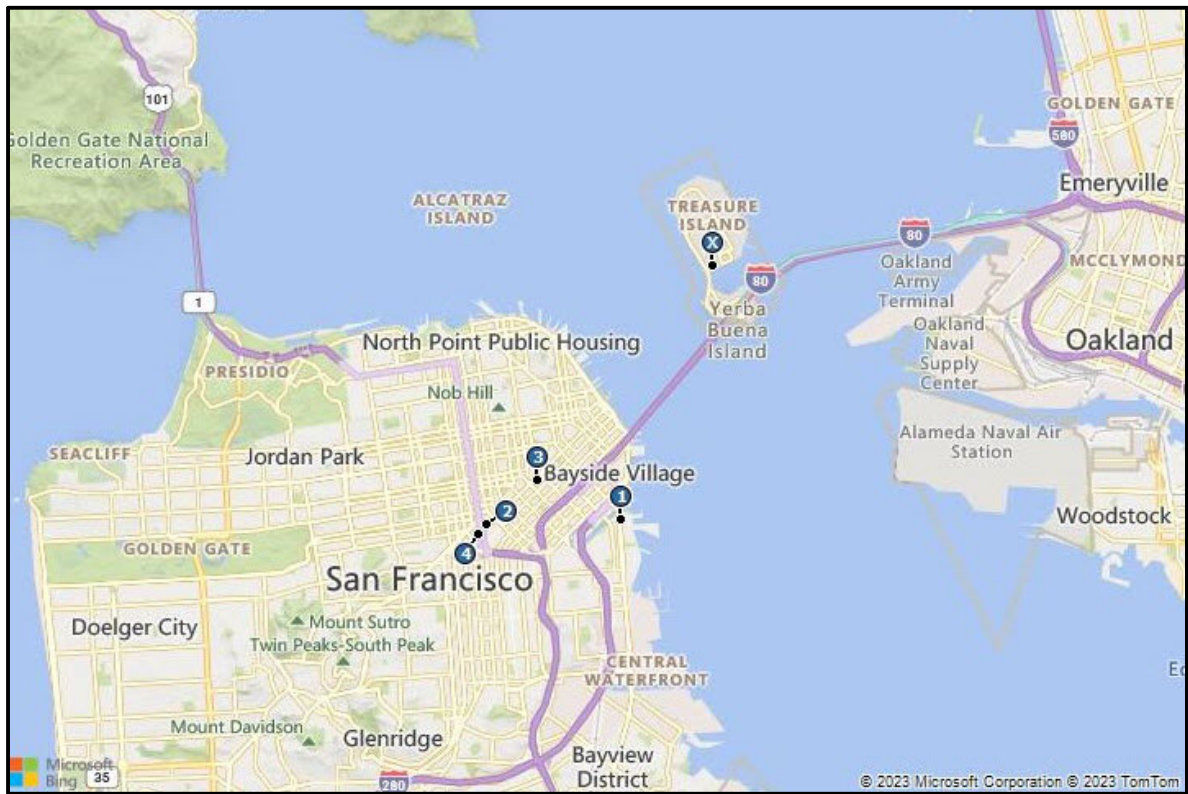 101
580
GOLDEN GATE
Golden Gate National
Recreation Area
ALCATRAZ
ISLAND
TREASURE
ISLAND
X
Emeryville
80
80
Oakland
Army
Terminal
MCCLYMOND
1
Yerba
Buena
Island
Oakland
Naval
Supply
Center
Oakland
North Point Public Housing
PRESIDIO
Nob Hill
Alameda Naval Air
Station
SEACLIFF
Jordan Park
3
Bayside Village
1
2
4
Woodstock
GOLDEN GATE
San Francisco
Doelger City
Mount Sutro
Twin Peaks-South Peak
CENTRAL
WATERFRONT
Mount Davidson
Glenridge
Bayview
District
Microsoft
Bing
35
280
© 2023 Microsoft Corporation © 2023 TomTom